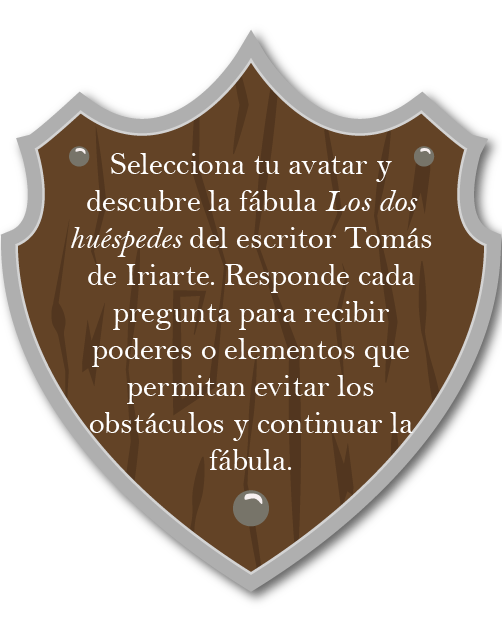 Selecciona tu avatar y
descubre la fábula Los dos
huéspedes del escritor Tomás
de Iriarte. Responde cada
pregunta para recibir
poderes o elementos que
permitan evitar los
obstáculos y continuar la
fábula.